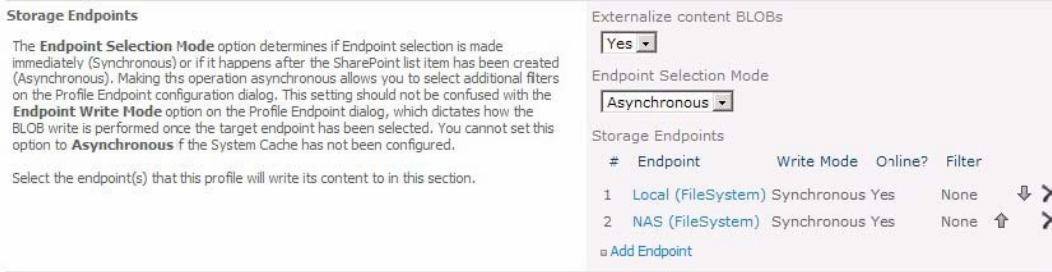 Storage Endpoints
The Endpoint Selection Mode option determines if Endpoint selection is made
immediately (Synchronous) or if it happens after the SharePoint list item has been created
(Asynchronous). Making ths operation asynchronous allows you to select additional filters
on the Profile Endpoint configuration dialog. This setting should not be confused with the
Endpoint Write Mode option on the Profile Endpoint dialog, which dictates how the
BLOB write is performed once the target endpoint has been selected. You cannot set this
option to Asynchronous f the System Cache has not been configured.
Select the endpoint(s) that this profile will write its content to in this section.
Externalize content BLOBs
Yes
Endpoint Selection Mode
Asynchronous
Storage Endpoints
# Endpoint Write Mode Online? Filter
1 Local (FileSystem) Synchronous Yes None
2 NAS (FileSystem) Synchronous Yes None
Add Endpoint